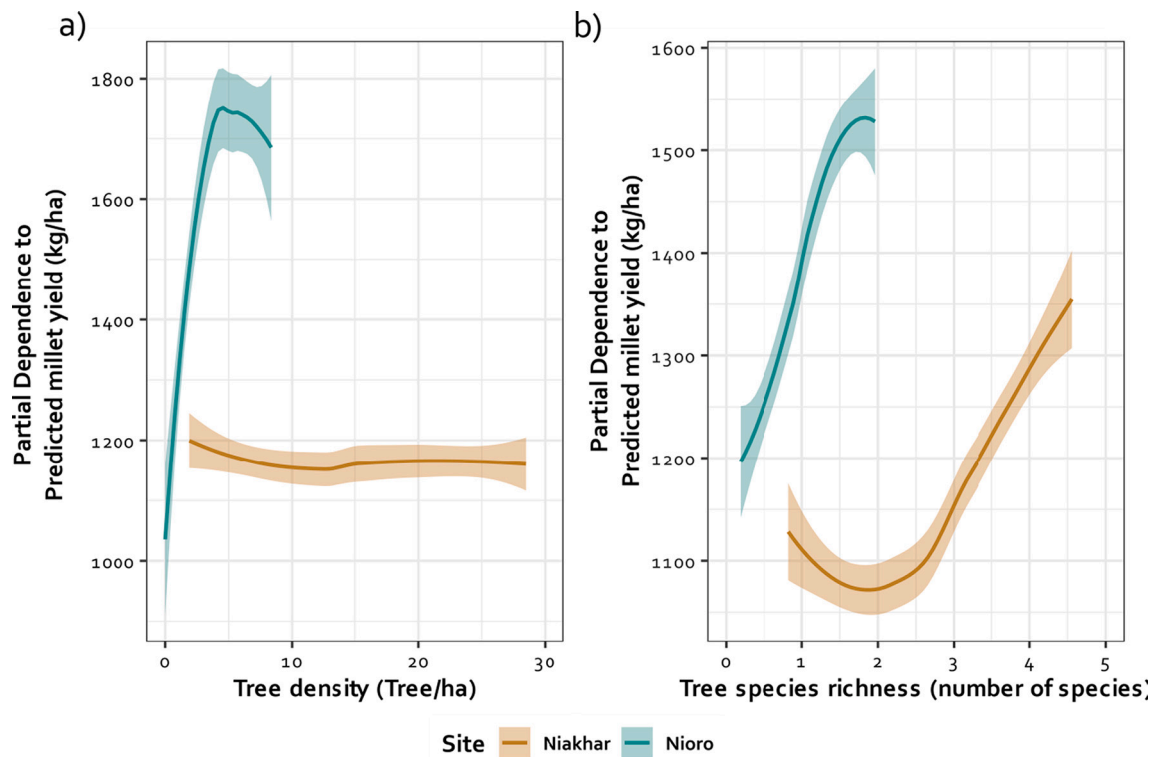 a)
Partial Dependence to
Predicted millet yield (kg/ha)
1800
1600
1400
1200
1000
0 10 20 30
Tree density (Tree/ha)
b)
Partial Dependence to
Predicted millet yield (kg/ha)
1600
1500
1400
1300
1200
1100
0 1 2 3 4 5
Tree species richness (number of species)
Site Niakhar Nioro